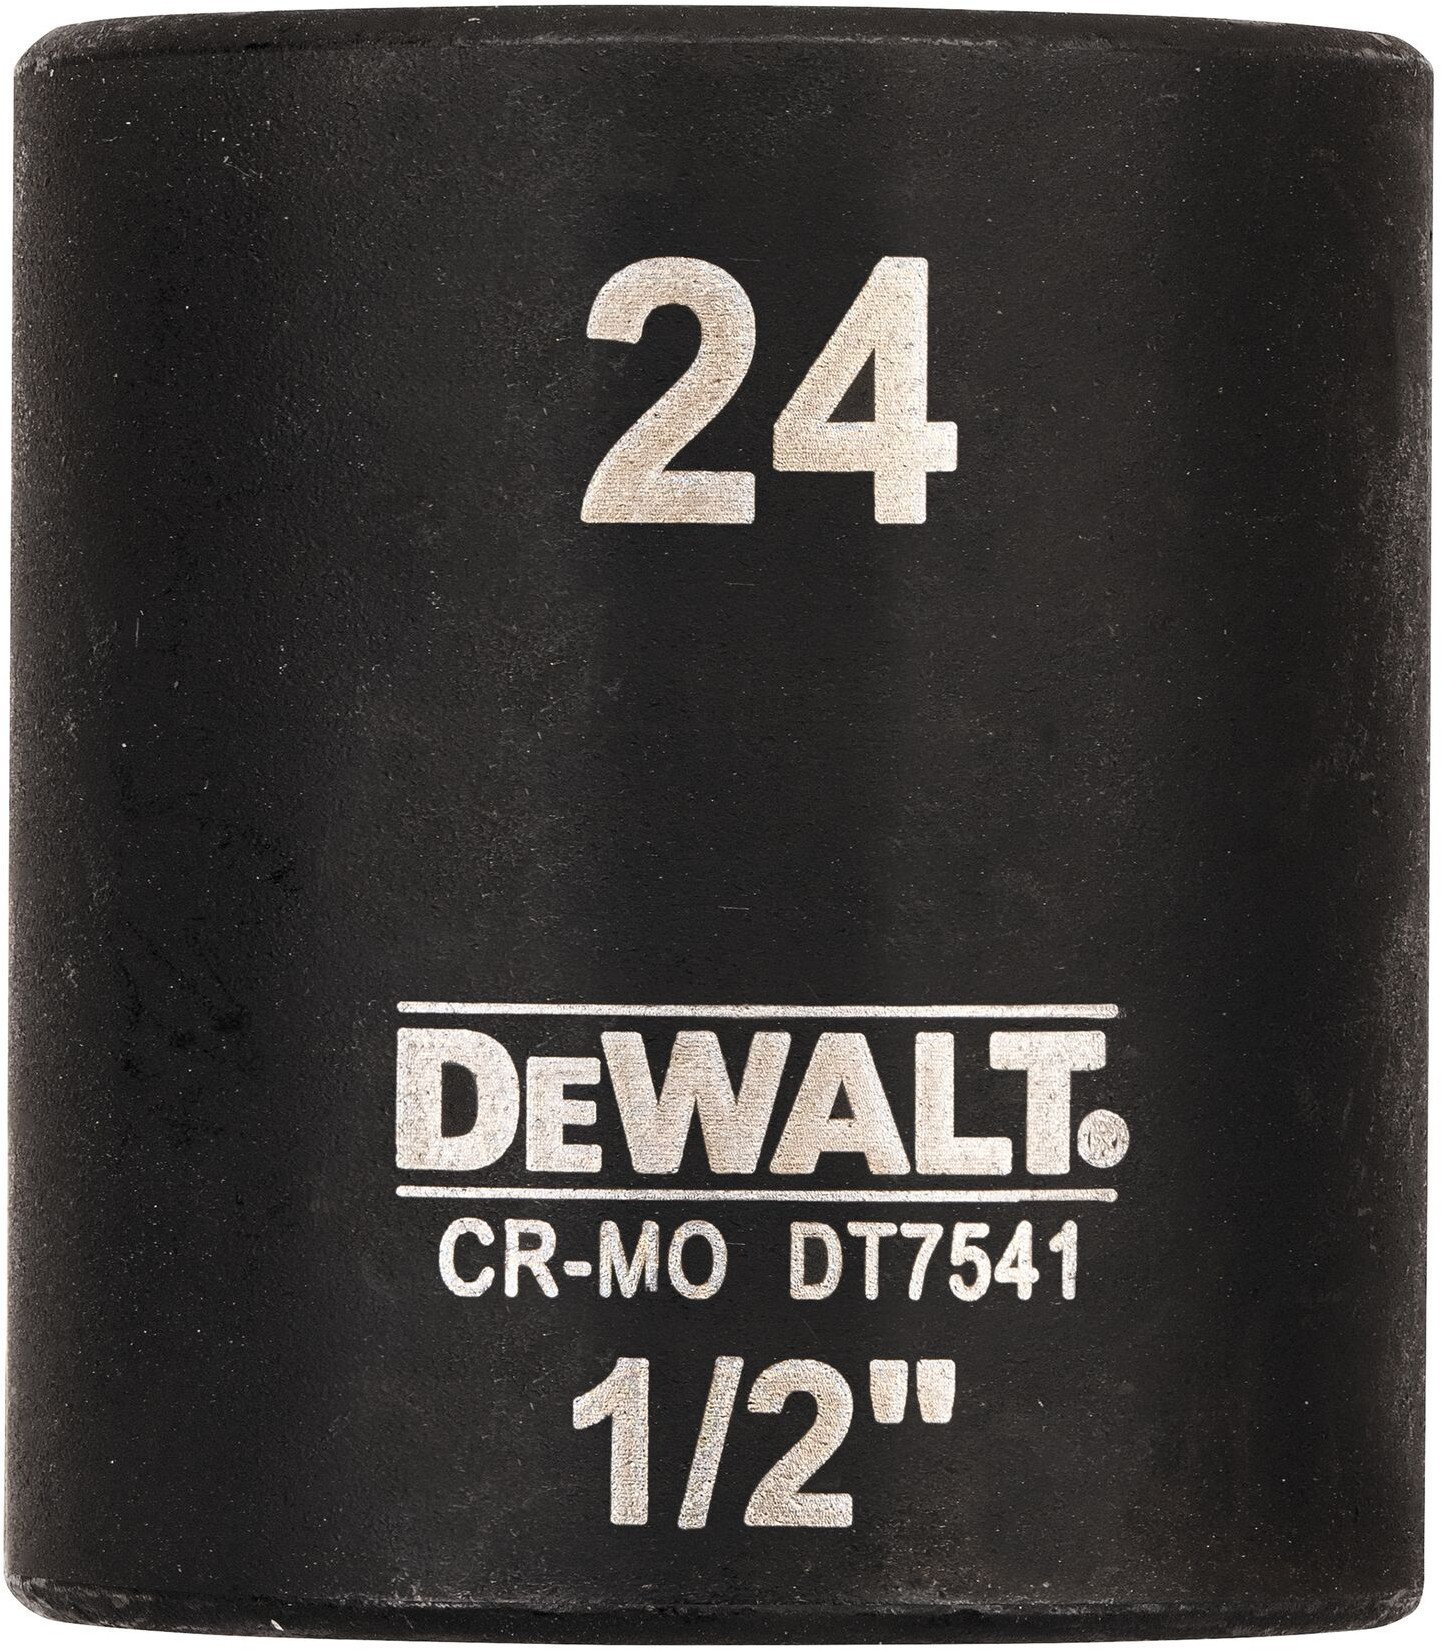 24
DEWALT®
CR-MO DT7541
1/2"